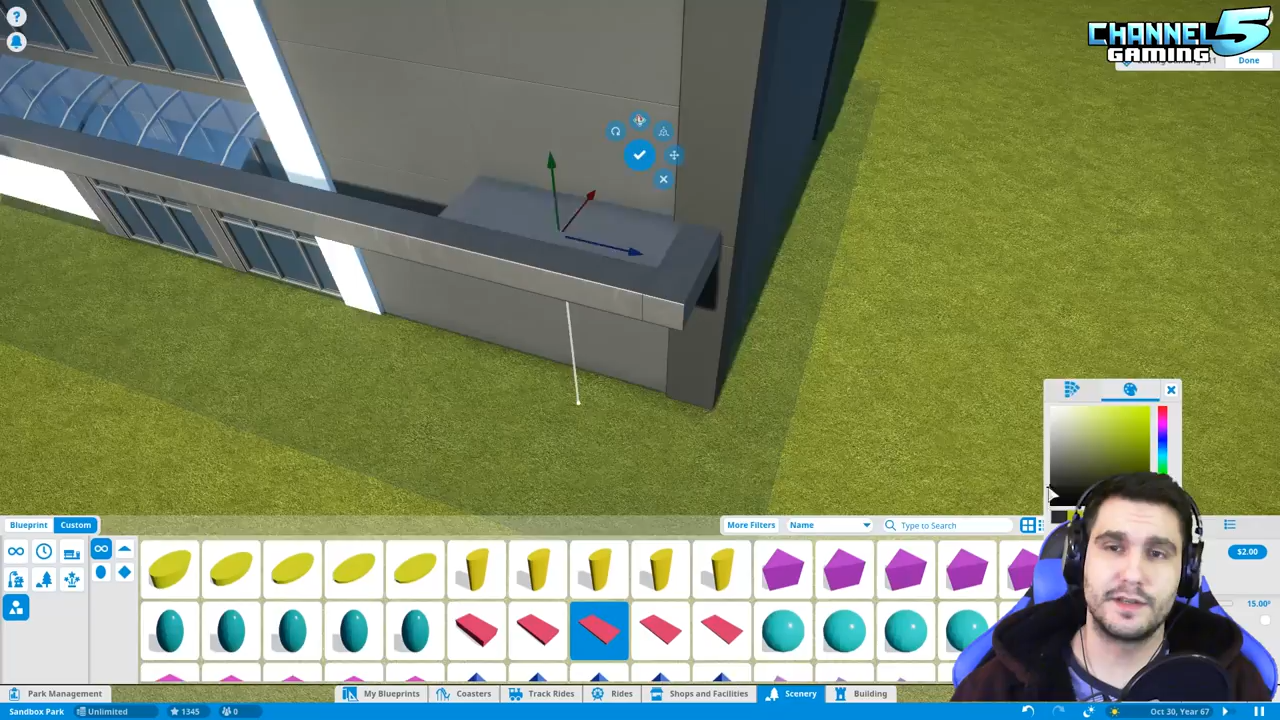 ?
CHANNEL 5
GAMING
Done
Blueprint
Custom
More Filters
Name
Type to Search
$2.00
15.00°
Park Management
My Blueprints
Coasters
Track Rides
Rides
Shops and Facilities
Scenery
Building
Sandbox Park
Unlimited
1345
0
Oct 30, Year 67